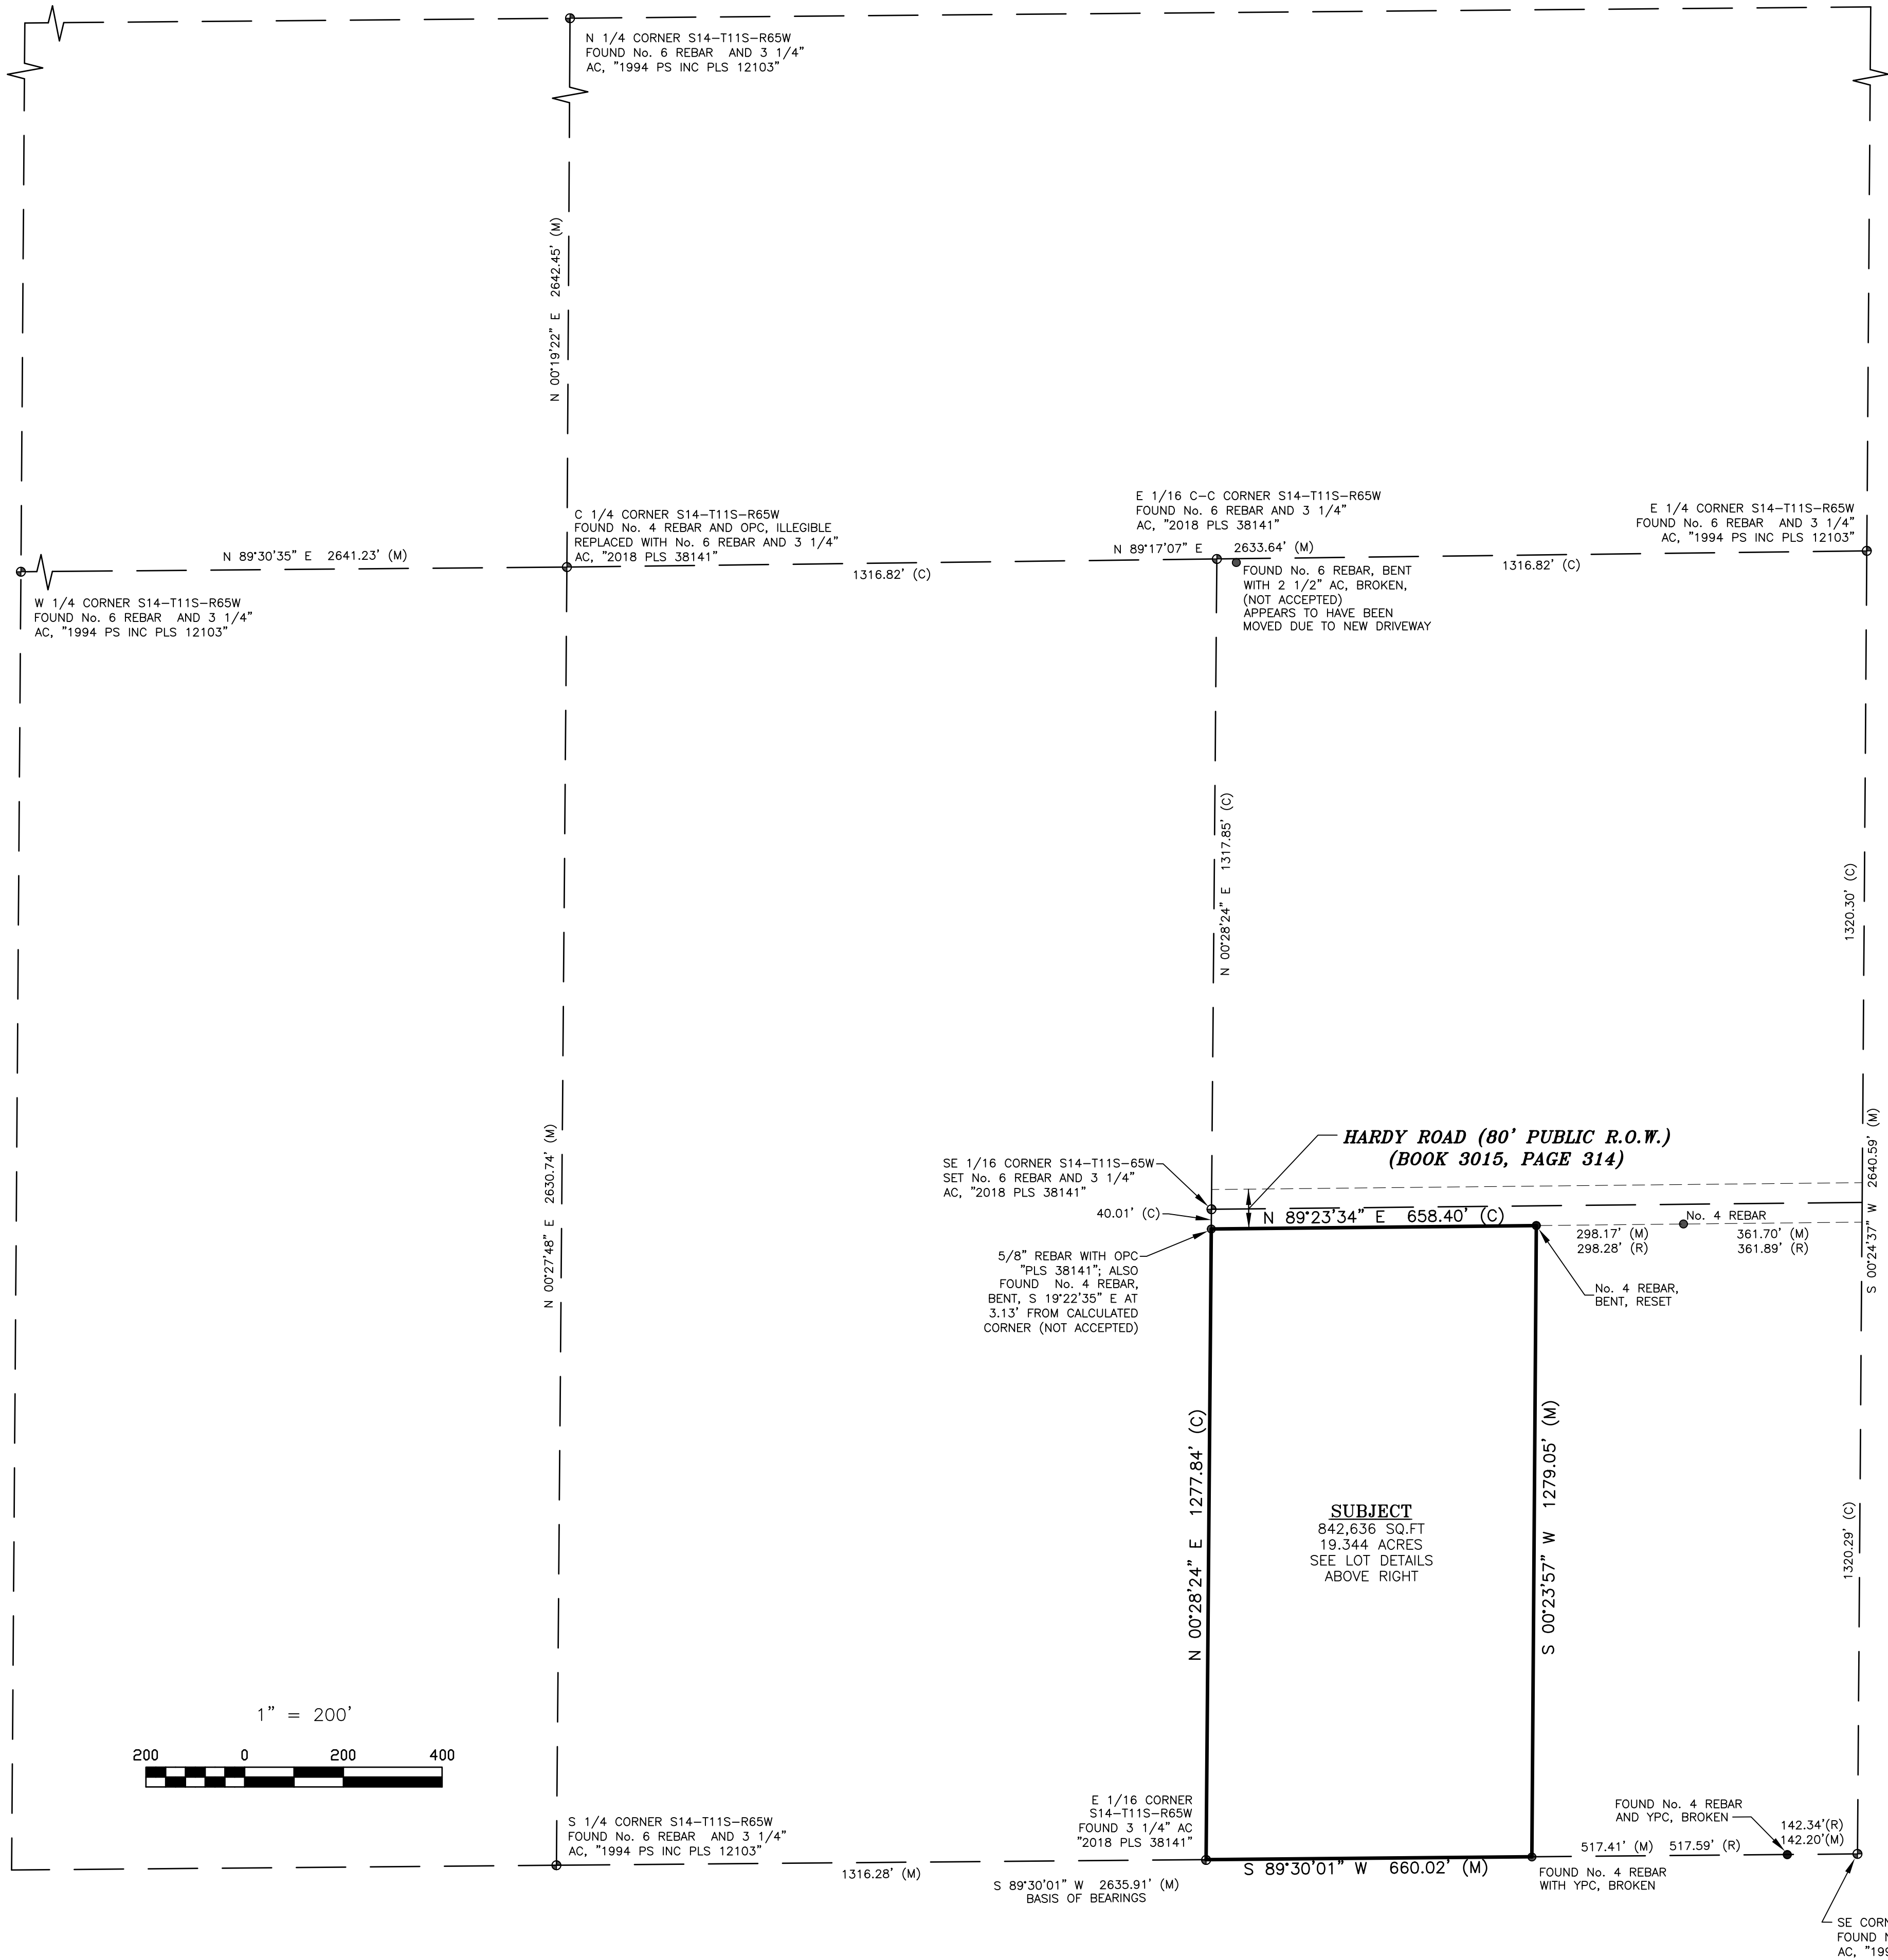 N 1/4 CORNER S14-T11S-R65W
FOUND No. 6 REBAR AND 3 1/4"
AC, "1994 PS INC PLS 12103"
N 00°19'22" E 2642.45' (M)
N 89°30'35" E 2641.23' (M)
W 1/4 CORNER S14-T11S-R65W
FOUND No. 6 REBAR AND 3 1/4"
AC, "1994 PS INC PLS 12103"
C 1/4 CORNER S14-T11S-R65W
FOUND No. 4 REBAR AND OPC, ILLEGIBLE
REPLACED WITH No. 6 REBAR AND 3 1/4"
AC, "2018 PLS 38141"
1316.82' (C)
E 1/16 C-C CORNER S14-T11S-R65W
FOUND No. 6 REBAR AND 3 1/4"
AC, "2018 PLS 38141"
N 89°17'07" E 2633.64' (M)
FOUND No. 6 REBAR, BENT
WITH 2 1/2" AC, BROKEN,
(NOT ACCEPTED)
APPEARS TO HAVE BEEN
MOVED DUE TO NEW DRIVEWAY
1316.82' (C)
E 1/4 CORNER S14-T11S-R65W
FOUND No. 6 REBAR AND 3 1/4"
AC, "1994 PS INC PLS 12103"
N 00°28'24" E 1317.85' (C)
1320.30' (C)
S 00°24'37" W 2640.59' (M)
N 00°27'48" E 2630.74' (M)
HARDY ROAD (80' PUBLIC R.O.W.)
(BOOK 3015, PAGE 314)
SE 1/16 CORNER S14-T11S-65W
SET No. 6 REBAR AND 3 1/4"
AC, "2018 PLS 38141"
40.01' (C)
N 89°23'34" E 658.40' (C)
No. 4 REBAR
298.17' (M)
298.28' (R)
361.70' (M)
361.89' (R)
5/8" REBAR WITH OPC
"PLS 38141"; ALSO
FOUND No. 4 REBAR,
BENT, S 19°22'35" E AT
3.13' FROM CALCULATED
CORNER (NOT ACCEPTED)
No. 4 REBAR,
BENT, RESET
N 00°28'24" E 1277.84' (C)
S 00°23'57" W 1279.05' (M)
SUBJECT
842,636 SQ.FT
19.344 ACRES
SEE LOT DETAILS
ABOVE RIGHT
1320.29' (C)
1" = 200'
200 0 200 400
S 1/4 CORNER S14-T11S-R65W
FOUND No. 6 REBAR AND 3 1/4"
AC, "1994 PS INC PLS 12103"
1316.28' (M)
E 1/16 CORNER
S14-T11S-R65W
FOUND 3 1/4" AC
"2018 PLS 38141"
S 89°30'01" W 2635.91' (M)
BASIS OF BEARINGS
S 89°30'01" W 660.02' (M)
FOUND No. 4 REBAR
AND YPC, BROKEN
517.41' (M) 517.59' (R)
142.34'(R)
142.20'(M)
FOUND No. 4 REBAR
WITH YPC, BROKEN
SE CORN
FOUND N
AC, "199